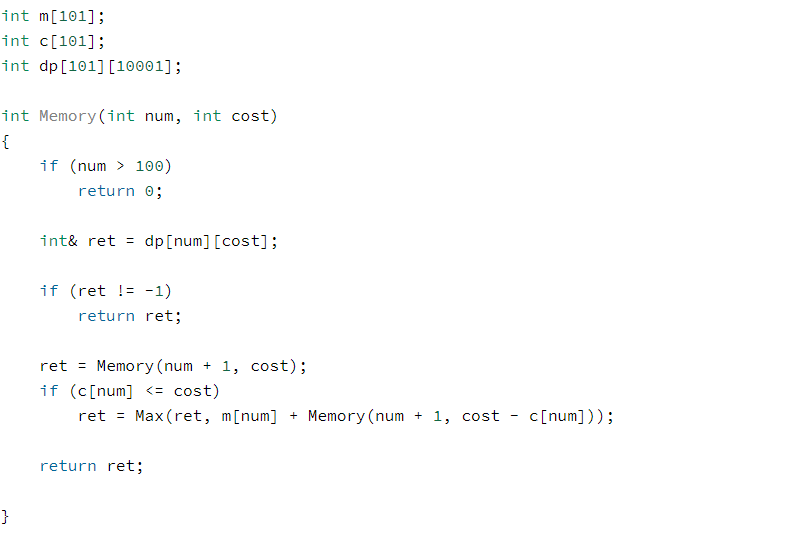 int m[101];
int c[101];
int dp[101][10001];
int Memory(int num, int cost)
{
    if (num > 100)
        return 0;
    int& ret = dp[num][cost];
    if (ret != -1)
        return ret;
    ret = Memory(num + 1, cost);
    if (c[num] <= cost)
        ret = Max(ret, m[num] + Memory(num + 1, cost - c[num]));
    return ret;
}